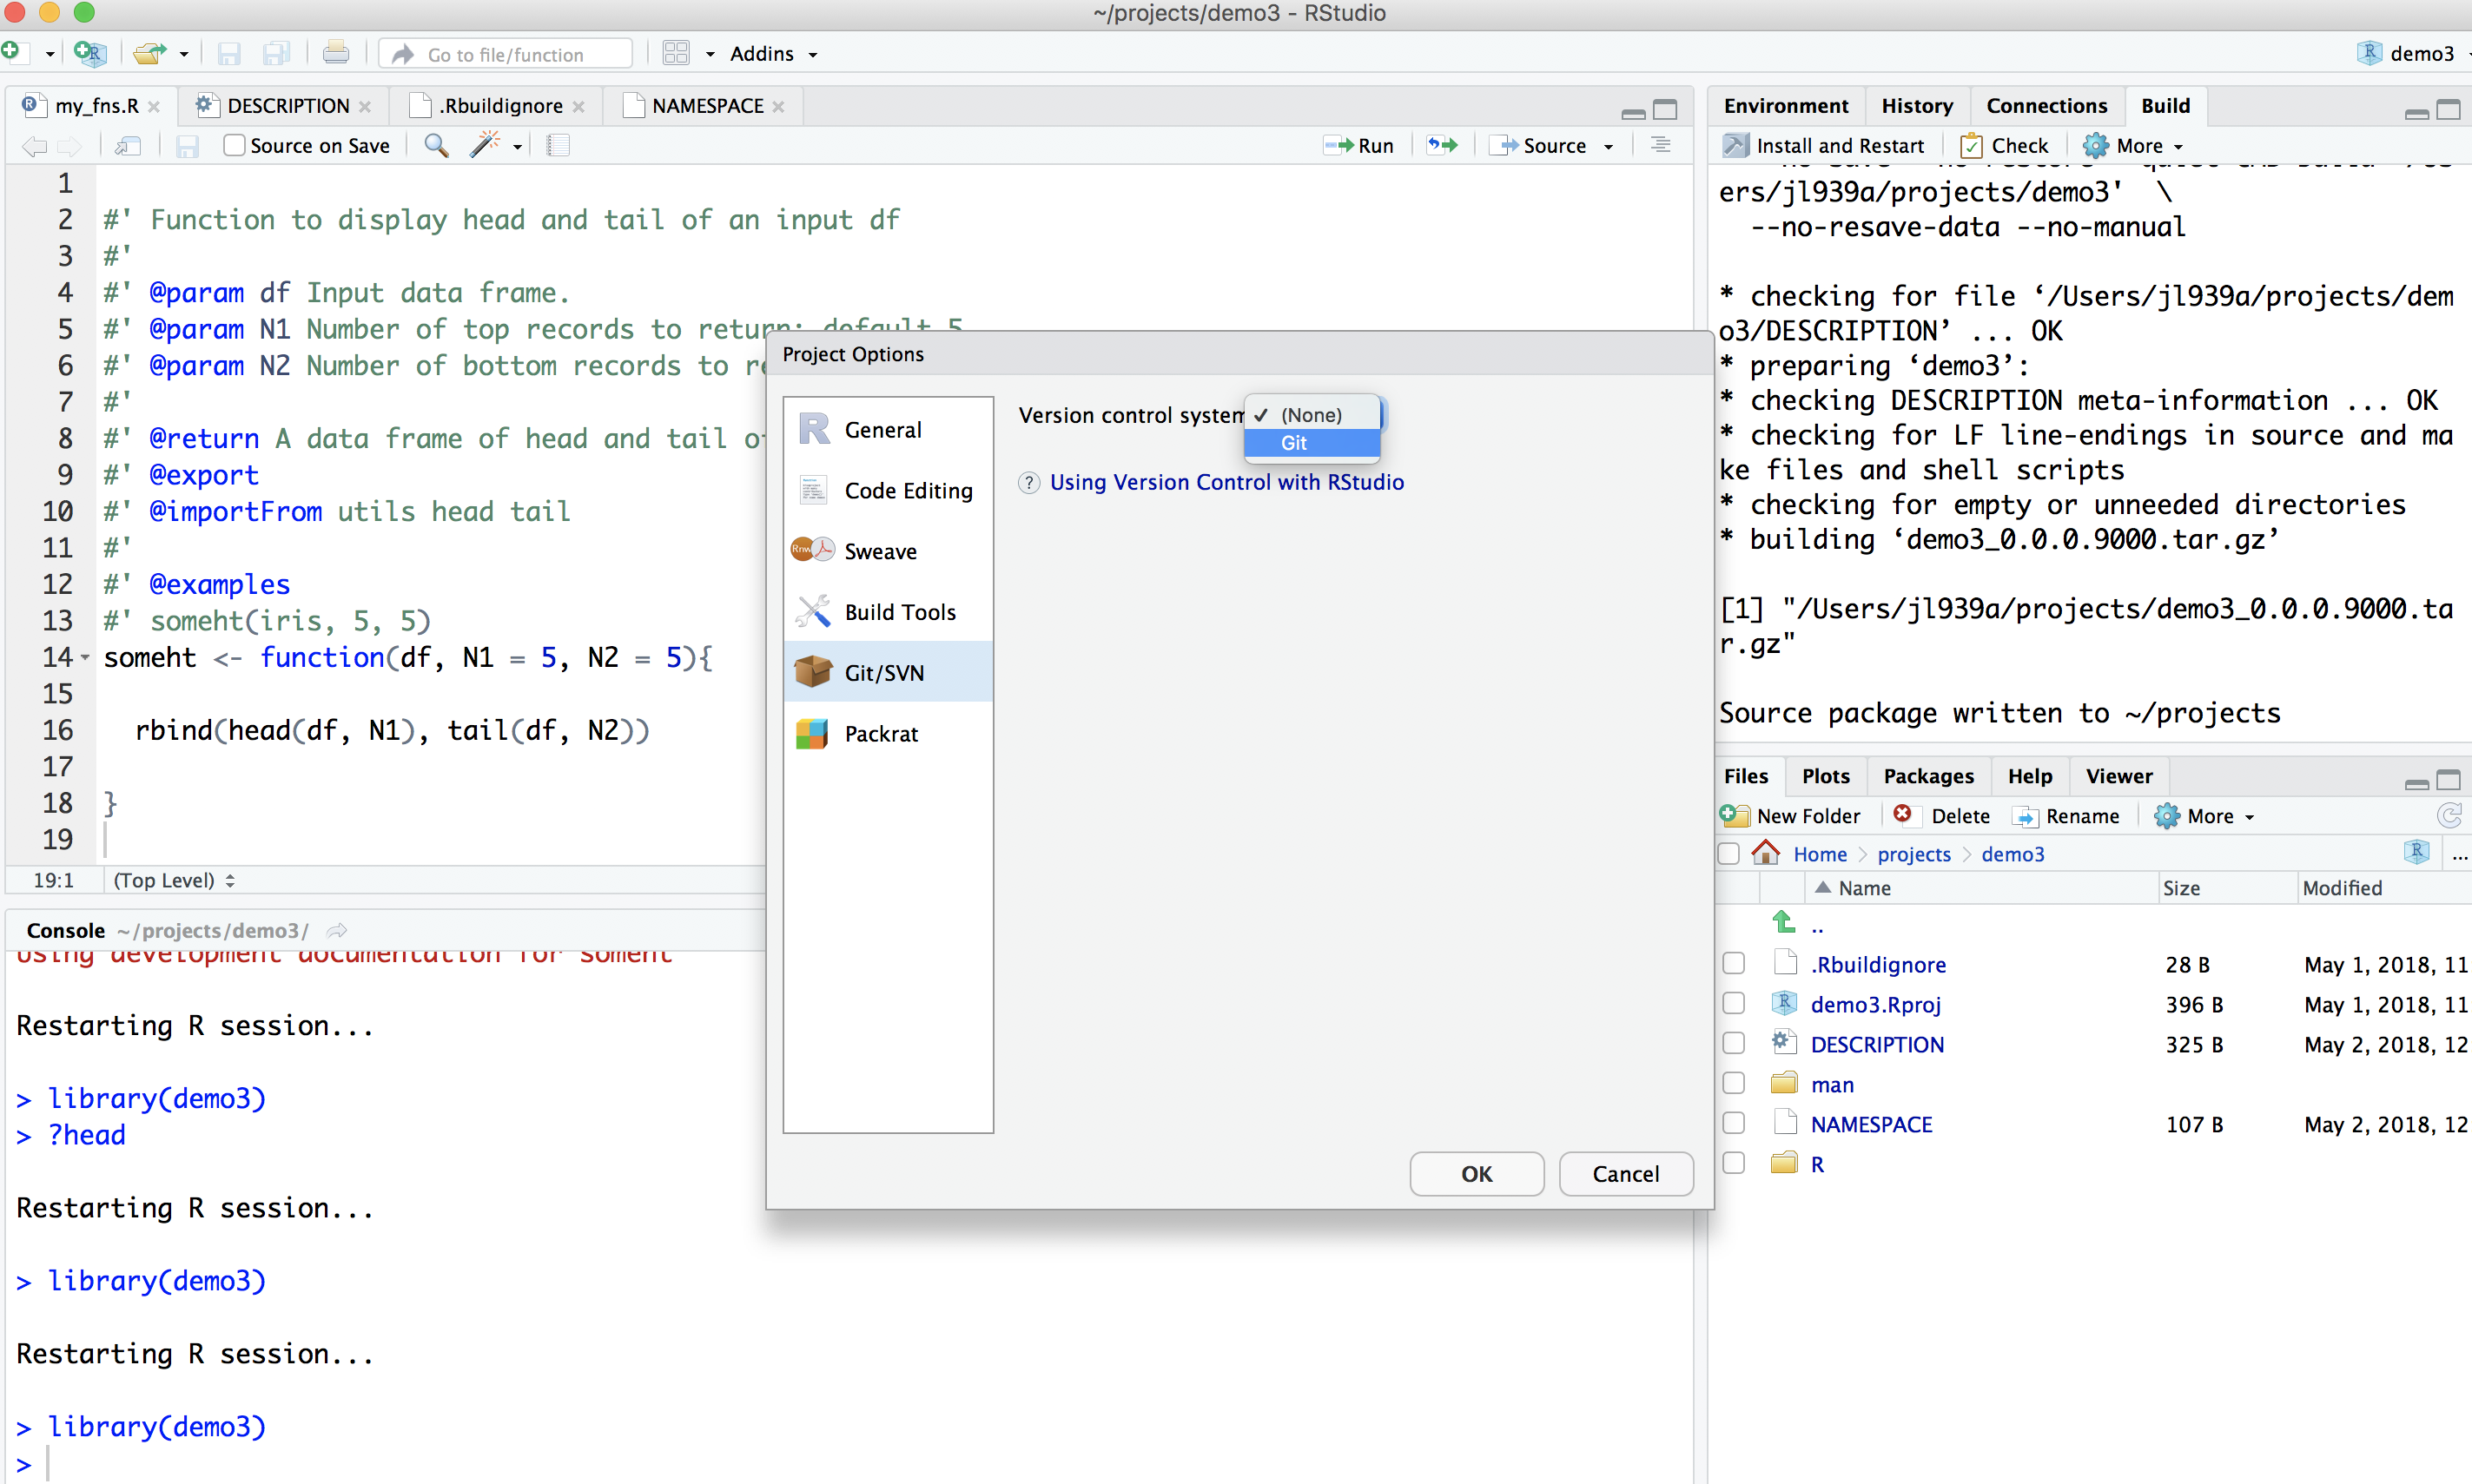 ~/projects/demo3 - RStudio
Go to file/function
Addins
demo3
my_fns.R
DESCRIPTION
.Rbuildignore
NAMESPACE
Source on Save
Run
Source
1
2 #' Function to display head and tail of an input df
3 #'
4 #' @param df Input data frame.
5 #' @param N1 Number of top records to return; default 5
6 #' @param N2 Number of bottom records to
7 #'
8 #' @return A data frame of head and tail
9 #' @export
10 #' @importFrom utils head tail
11 #'
12 #' @examples
13 #' someht(iris, 5, 5)
14 someht <- function(df, N1 = 5, N2 = 5){
15
16 rbind(head(df, N1), tail(df, N2))
17
18 }
19
19:1 (Top Level)
Console ~/projects/demo3/
Using development documentation for someht
Restarting R session...
> library(demo3)
> ?head
Restarting R session...
> library(demo3)
Restarting R session...
> library(demo3)
>
Project Options
General
Code Editing
Sweave
Build Tools
Git/SVN
Packrat
Version control system
✓ (None)
Git
? Using Version Control with RStudio
OK
Cancel
Environment
History
Connections
Build
Install and Restart
Check
More
ers/jl939a/projects/demo3' \
--no-resave-data --no-manual
* checking for file ‘/Users/jl939a/projects/dem
o3/DESCRIPTION’ ... OK
* preparing ‘demo3’:
* checking DESCRIPTION meta-information ... OK
* checking for LF line-endings in source and ma
ke files and shell scripts
* checking for empty or unneeded directories
* building ‘demo3_0.0.0.9000.tar.gz’
[1] "/Users/jl939a/projects/demo3_0.0.0.9000.ta
r.gz"
Source package written to ~/projects
Files
Plots
Packages
Help
Viewer
New Folder
Delete
Rename
More
Home
projects
demo3
...
Name Size Modified
..
.Rbuildignore 28 B May 1, 2018, 11
demo3.Rproj 396 B May 1, 2018, 11
DESCRIPTION 325 B May 2, 2018, 12
man
NAMESPACE 107 B May 2, 2018, 12
R